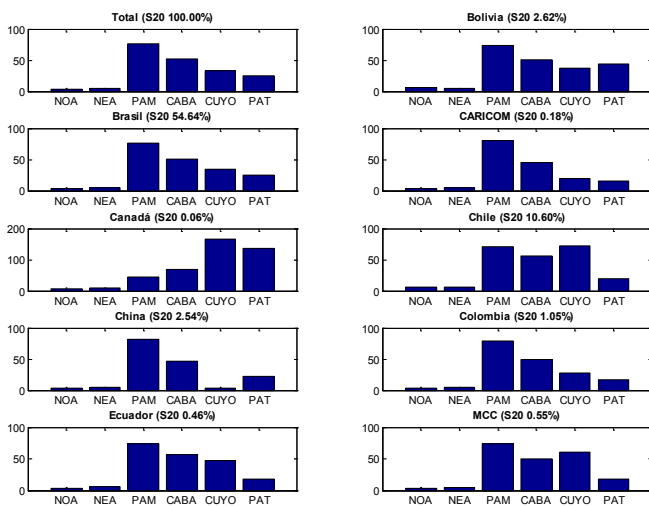 Total (S20 100.00%)
100
50
0
NOA NEA PAM CABA CUYO PAT
Bolivia (S20 2.62%)
100
50
0
NOA NEA PAM CABA CUYO PAT
Brasil (S20 54.64%)
100
50
0
NOA NEA PAM CABA CUYO PAT
CARICOM (S20 0.18%)
100
50
0
NOA NEA PAM CABA CUYO PAT
Canadá (S20 0.06%)
200
100
0
NOA NEA PAM CABA CUYO PAT
Chile (S20 10.60%)
100
50
0
NOA NEA PAM CABA CUYO PAT
China (S20 2.54%)
100
50
0
NOA NEA PAM CABA CUYO PAT
Colombia (S20 1.05%)
100
50
0
NOA NEA PAM CABA CUYO PAT
Ecuador (S20 0.46%)
100
50
0
NOA NEA PAM CABA CUYO PAT
MCC (S20 0.55%)
100
50
0
NOA NEA PAM CABA CUYO PAT